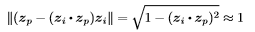 ‖(z_p − (z_i • z_p)z_i‖ = √(1 − (z_i • z_p)²) ≈ 1